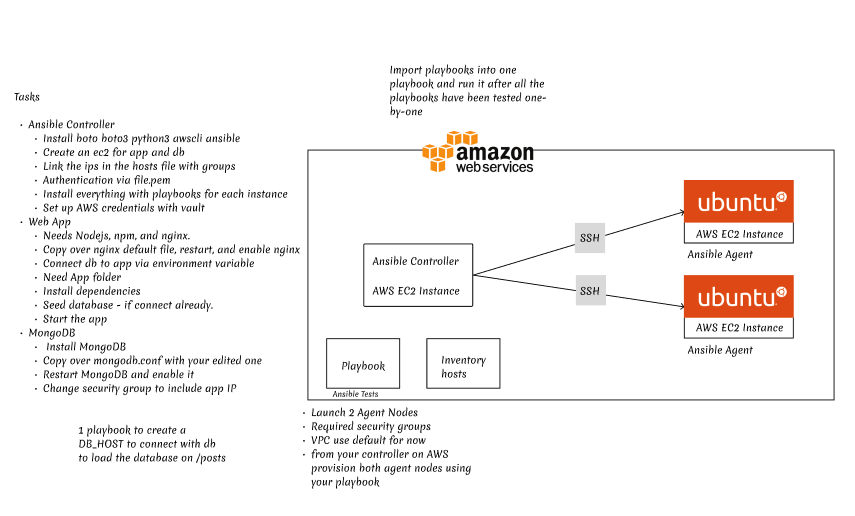 Import playbooks into one
playbook and run it after all the
playbooks have been tested one-
by-one
Tasks
• Ansible Controller
• Install boto boto3 python3 awscli ansible
• Create an ec2 for app and db
• Link the ips in the hosts file with groups
• Authentication via file.pem
• Install everything with playbooks for each instance
• Set up AWS credentials with vault
• Web App
• Needs Nodejs, npm, and nginx.
• Copy over nginx default file, restart, and enable nginx
• Connect db to app via environment variable
• Need App folder
• Install dependencies
• Seed database - if connect already.
• Start the app
• MongoDB
• Install MongoDB
• Copy over mongodb.conf with your edited one
• Restart MongoDB and enable it
• Change security group to include app IP
1 playbook to create a
DB_HOST to connect with db
to load the database on /posts
amazon
web services
Ansible Controller
AWS EC2 Instance
SSH
SSH
ubuntu
AWS EC2 Instance
Ansible Agent
ubuntu
AWS EC2 Instance
Ansible Agent
Playbook
Ansible Tests
Inventory
hosts
• Launch 2 Agent Nodes
• Required security groups
• VPC use default for now
• from your controller on AWS
provision both agent nodes using
your playbook